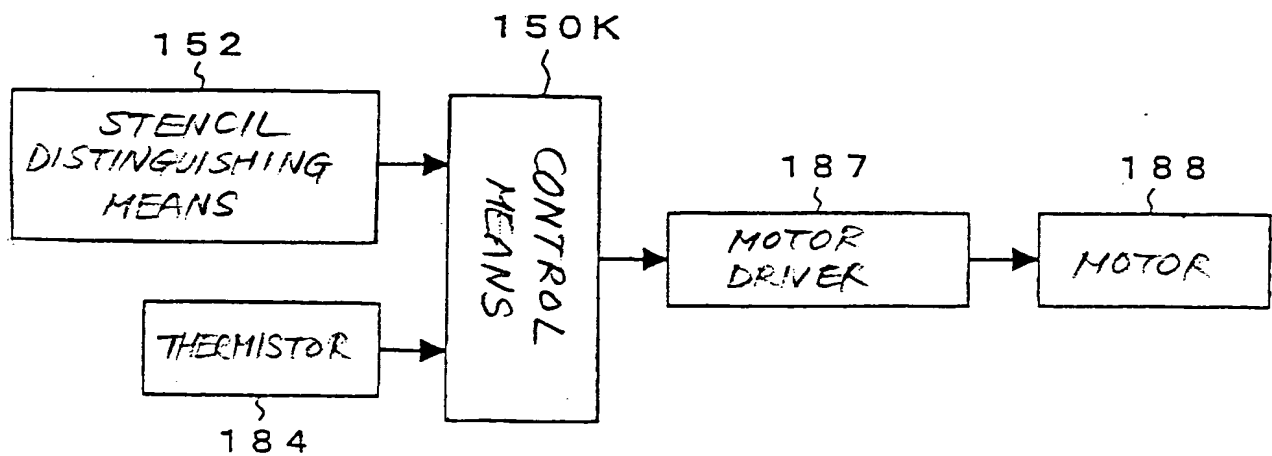 152
STENCIL
DISTINGUISHING
MEANS
150K
CONTROL
MEANS
THERMISTOR
184
187
MOTOR
DRIVER
188
MOTOR